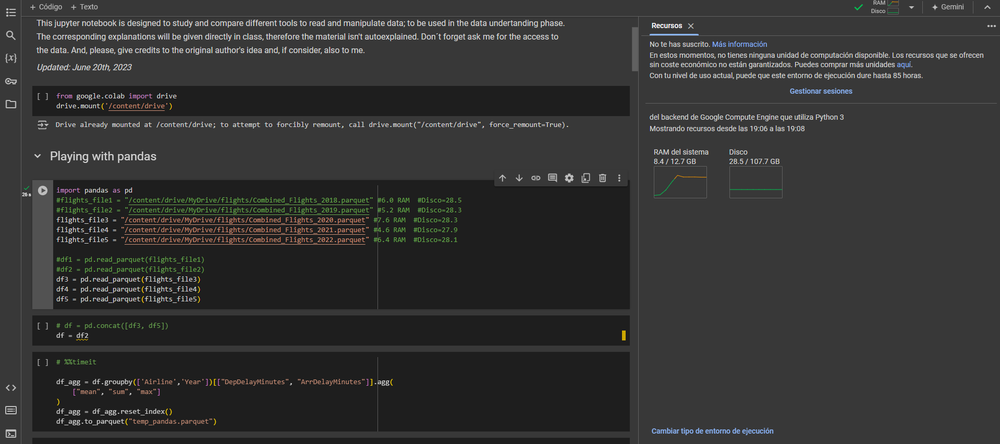 + Código + Texto
RAM
Disco
Gemini
This jupyter notebook is designed to study and compare different tools to read and manipulate data; to be used in the data undertanding phase.
The corresponding explanations will be given directly in class, therefore the material isn't autoexplained. Don´t forget ask me for the access to
the data. And, please, give credits to the original author's idea and, if consider, also to me.
Updated: June 20th, 2023
[ ] from google.colab import drive
drive.mount('/content/drive')
Drive already mounted at /content/drive; to attempt to forcibly remount, call drive.mount("/content/drive", force_remount=True).
Playing with pandas
26 s
import pandas as pd
#flights_file1 = "/content/drive/MyDrive/flights/Combined_Flights_2018.parquet" #6.0 RAM #Disco=28.5
#flights_file2 = "/content/drive/MyDrive/flights/Combined_Flights_2019.parquet" #5.2 RAM #Disco=28.3
flights_file3 = "/content/drive/MyDrive/flights/Combined_Flights_2020.parquet" #7.6 RAM #Disco=28.3
flights_file4 = "/content/drive/MyDrive/flights/Combined_Flights_2021.parquet" #4.6 RAM #Disco=27.9
flights_file5 = "/content/drive/MyDrive/flights/Combined_Flights_2022.parquet" #6.4 RAM #Disco=28.1
#df1 = pd.read_parquet(flights_file1)
#df2 = pd.read_parquet(flights_file2)
df3 = pd.read_parquet(flights_file3)
df4 = pd.read_parquet(flights_file4)
df5 = pd.read_parquet(flights_file5)
[ ] # df = pd.concat([df3, df5])
df = df2
[ ] # %%timeit
df_agg = df.groupby(['Airline','Year'])[["DepDelayMinutes", "ArrDelayMinutes"]].agg(
["mean", "sum", "max"]
)
df_agg = df_agg.reset_index()
df_agg.to_parquet("temp_pandas.parquet")
Recursos
No te has suscrito. Más información
En estos momentos, no tienes ninguna unidad de computación disponible. Los recursos que se ofrecen
sin coste económico no están garantizados. Puedes comprar más unidades aquí.
Con tu nivel de uso actual, puede que este entorno de ejecución dure hasta 85 horas.
Gestionar sesiones
del backend de Google Compute Engine que utiliza Python 3
Mostrando recursos desde las 19:06 a las 19:08
RAM del sistema
8.4 / 12.7 GB
Disco
28.5 / 107.7 GB
Cambiar tipo de entorno de ejecución